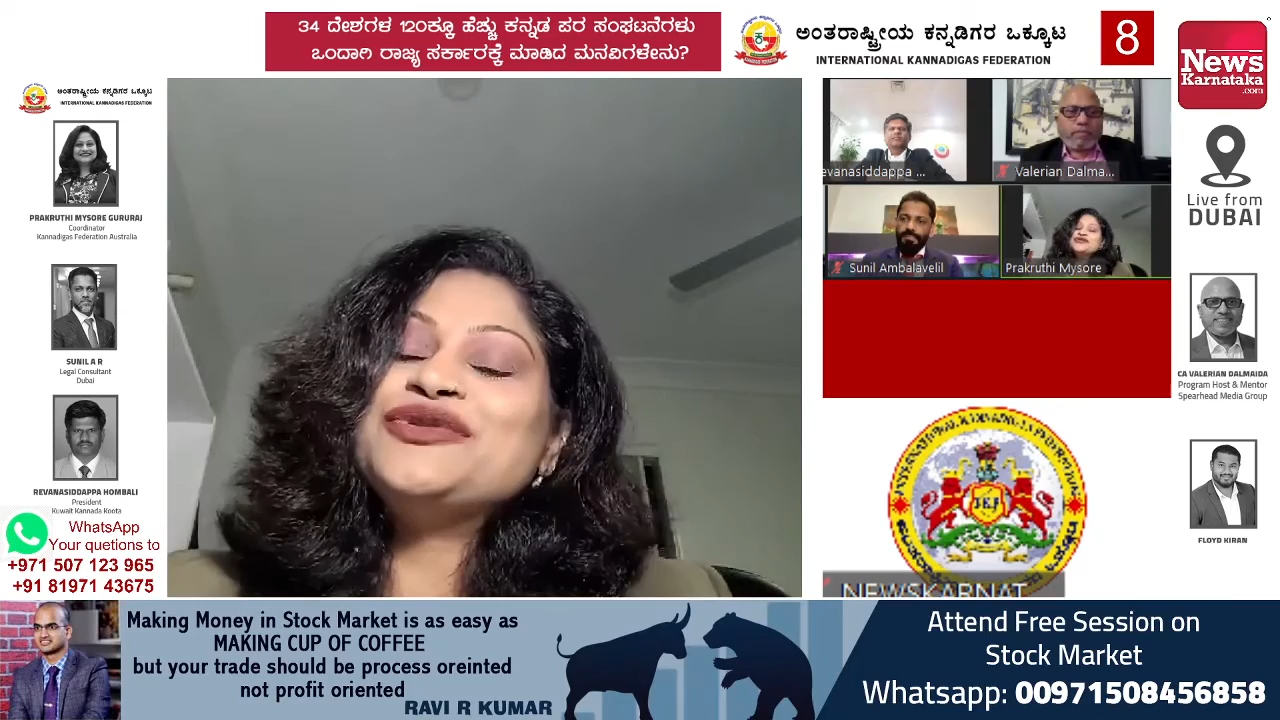 34 ದೇಶಗಳ 120ಕ್ಕೂ ಹೆಚ್ಚು ಕನ್ನಡ ಪರ ಸಂಘಟನೆಗಳು
ಒಂದಾಗಿ ರಾಜ್ಯ ಸರ್ಕಾರಕ್ಕೆ ಮಾಡಿದ ಮನವಿಗಳೇನು?
ಅಂತರಾಷ್ಟ್ರೀಯ ಕನ್ನಡಿಗರ ಒಕ್ಕೂಟ
INTERNATIONAL KANNADIGAS FEDERATION
8
News
Karnataka
.com
ಅಂತರಾಷ್ಟ್ರೀಯ ಕನ್ನಡಿಗರ ಒಕ್ಕೂಟ
INTERNATIONAL KANNADIGAS FEDERATION
PRAKRUTHI MYSORE GURURAJ
Coordinator
Kannadigas Federation Australia
SUNIL A R
Legal Consultant
Dubai
REVANASIDDAPPA HOMBALI
President
Kuwait Kannada Koota
WhatsApp
Your quetions to
+971 507 123 965
+91 81971 43675
evanasiddappa ...
Valerian Dalma...
Sunil Ambalavelil
Prakruthi Mysore
NEWSKARNAT
Live from
DUBAI
CA VALERIAN DALMAIDA
Program Host & Mentor
Spearhead Media Group
FLOYD KIRAN
Making Money in Stock Market is as easy as
MAKING CUP OF COFFEE
but your trade should be process oreinted
not profit oriented
RAVI R KUMAR
Attend Free Session on
Stock Market
Whatsapp: 00971508456858